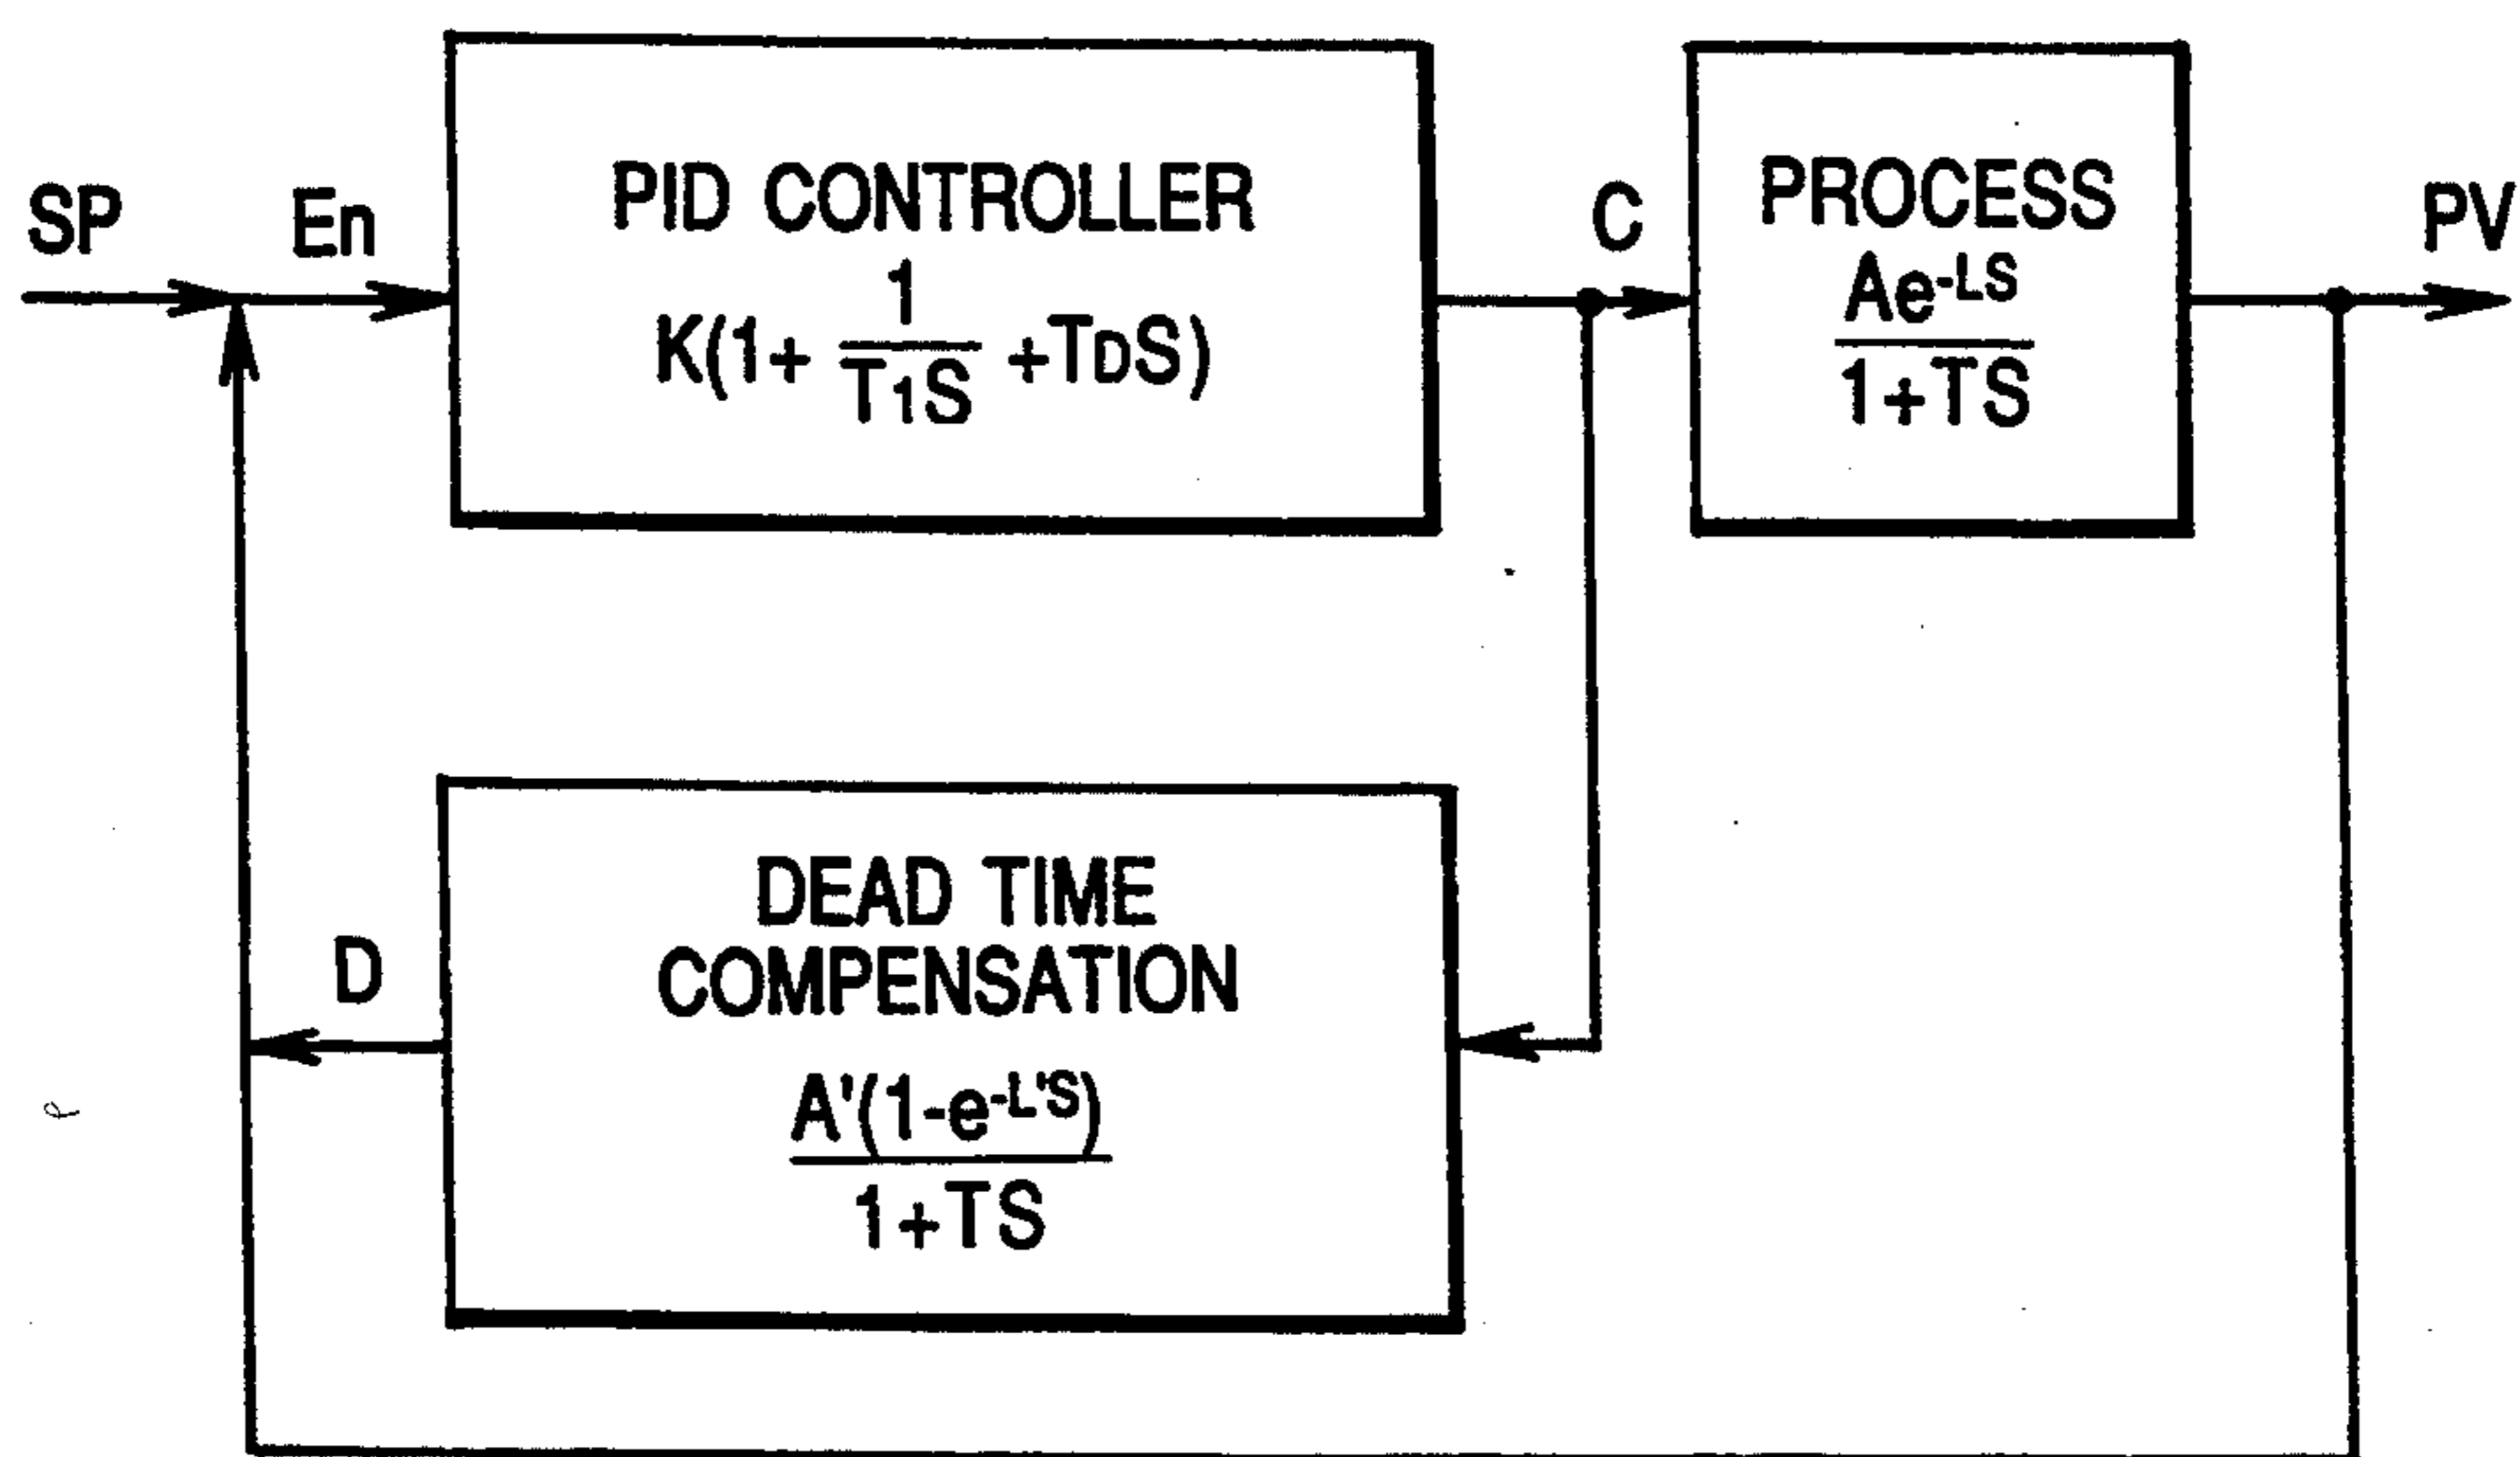 SP
En
PID CONTROLLER
K(1+ 1/T1S +TDS)
C
PROCESS
Ae-LS
1+TS
PV
D
DEAD TIME
COMPENSATION
A'(1-e-L'S)
1+TS